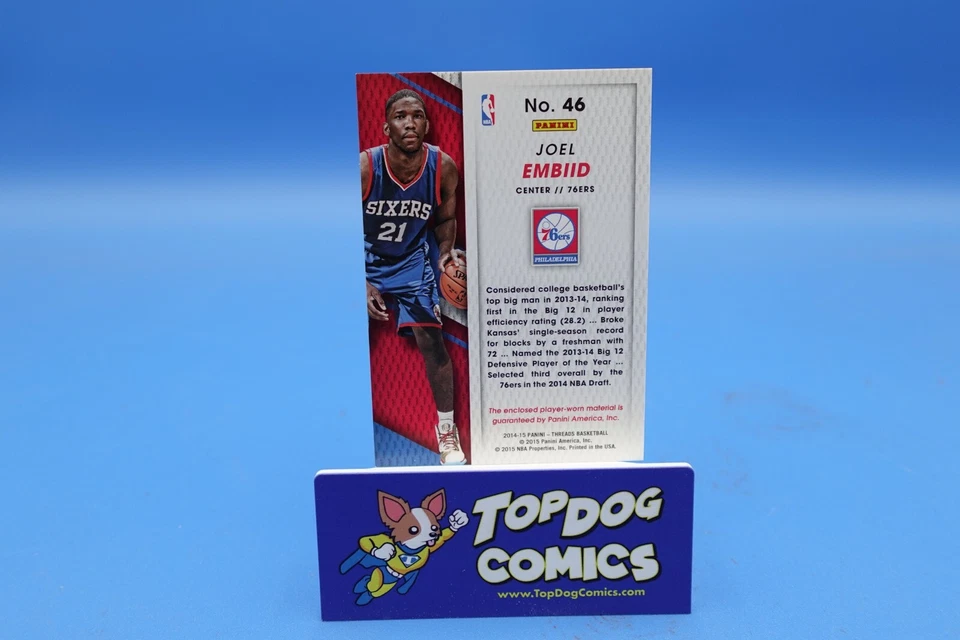 No. 46
NBA
PANINI
JOEL
EMBIID
CENTER // 76ERS
SIXERS
21
76ers
PHILADELPHIA
Considered college basketball's
top big man in 2013-14, ranking
first in the Big 12 in player
efficiency rating (28.2) ... Broke
Kansas' single-season record
for blocks by a freshman with
72 ... Named the 2013-14 Big 12
Defensive Player of the Year ...
Selected third overall by the
76ers in the 2014 NBA Draft.
The enclosed player-worn material is
guaranteed by Panini America, Inc.
2014-15 PANINI – THREADS BASKETBALL
© 2015 Panini America, Inc.
© 2015 NBA Properties, Inc. Printed in the USA.
TOPDOG
COMICS
www.TopDogComics.com